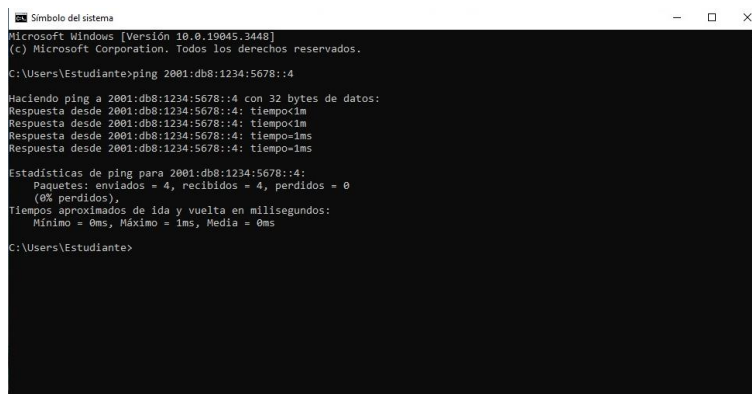 Símbolo del sistema
Microsoft Windows [Versión 10.0.19045.3448]
(c) Microsoft Corporation. Todos los derechos reservados.
C:\Users\Estudiante>ping 2001:db8:1234:5678::4
Haciendo ping a 2001:db8:1234:5678::4 con 32 bytes de datos:
Respuesta desde 2001:db8:1234:5678::4: tiempo<1m
Respuesta desde 2001:db8:1234:5678::4: tiempo<1m
Respuesta desde 2001:db8:1234:5678::4: tiempo=1ms
Respuesta desde 2001:db8:1234:5678::4: tiempo=1ms
Estadísticas de ping para 2001:db8:1234:5678::4:
Paquetes: enviados = 4, recibidos = 4, perdidos = 0
(0% perdidos),
Tiempos aproximados de ida y vuelta en milisegundos:
Mínimo = 0ms, Máximo = 1ms, Media = 0ms
C:\Users\Estudiante>